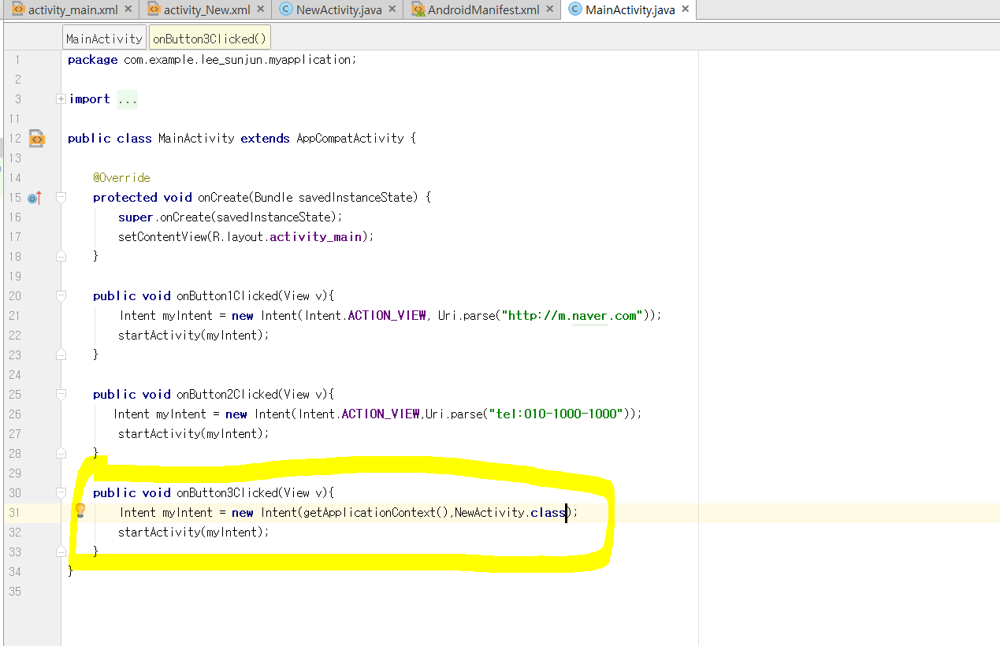 activity_main.xml activity_New.xml NewActivity.java AndroidManifest.xml MainActivity.java
MainActivity onButton3Clicked()
1 package com.example.lee_sunjun.myapplication;
2
3 import ...
11
12 public class MainActivity extends AppCompatActivity {
13
14 @Override
15 protected void onCreate(Bundle savedInstanceState) {
16 super.onCreate(savedInstanceState);
17 setContentView(R.layout.activity_main);
18 }
19
20 public void onButton1Clicked(View v){
21 Intent myIntent = new Intent(Intent.ACTION_VIEW, Uri.parse("http://m.naver.com"));
22 startActivity(myIntent);
23 }
24
25 public void onButton2Clicked(View v){
26 Intent myIntent = new Intent(Intent.ACTION_VIEW,Uri.parse("tel:010-1000-1000"));
27 startActivity(myIntent);
28 }
29
30 public void onButton3Clicked(View v){
31 Intent myIntent = new Intent(getApplicationContext(),NewActivity.class);
32 startActivity(myIntent);
33 }
34 }
35